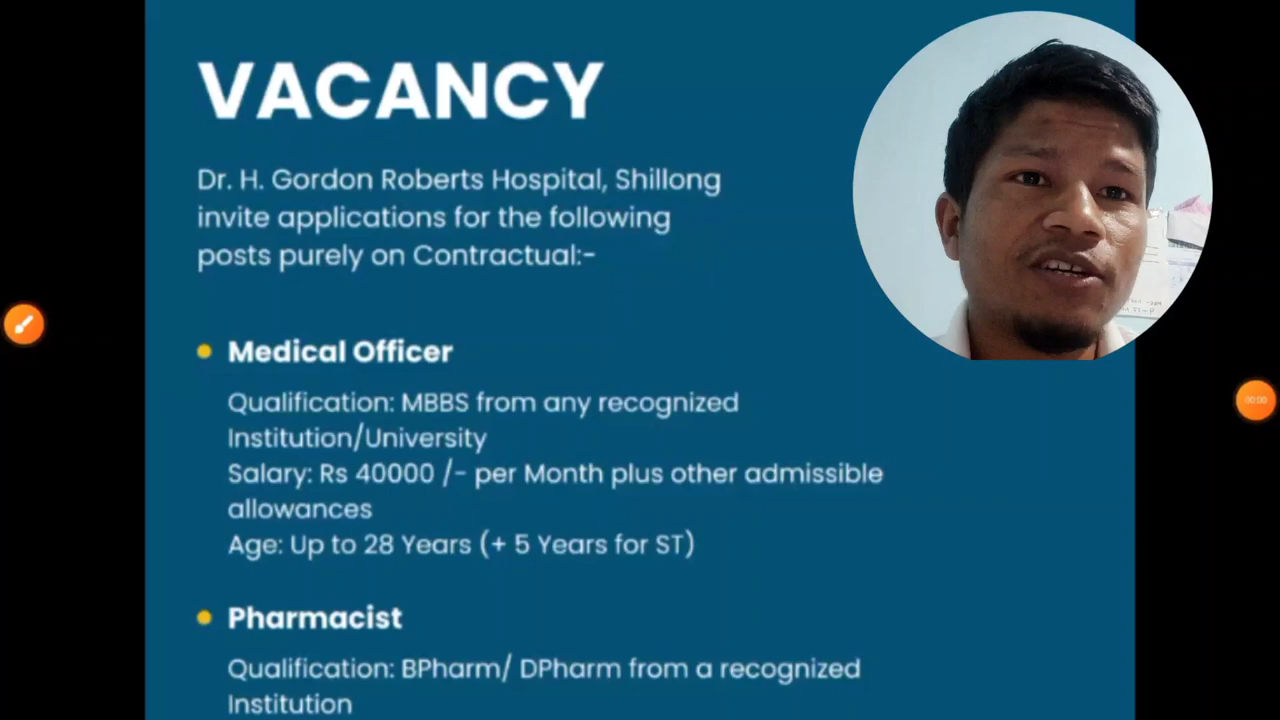 VACANCY
Dr. H. Gordon Roberts Hospital, Shillong
invite applications for the following
posts purely on Contractual:-
Medical Officer
Qualification: MBBS from any recognized
Institution/University
Salary: Rs 40000 /- per Month plus other admissible
allowances
Age: Up to 28 Years (+ 5 Years for ST)
00:00
Pharmacist
Qualification: BPharm/ DPharm from a recognized
Institution